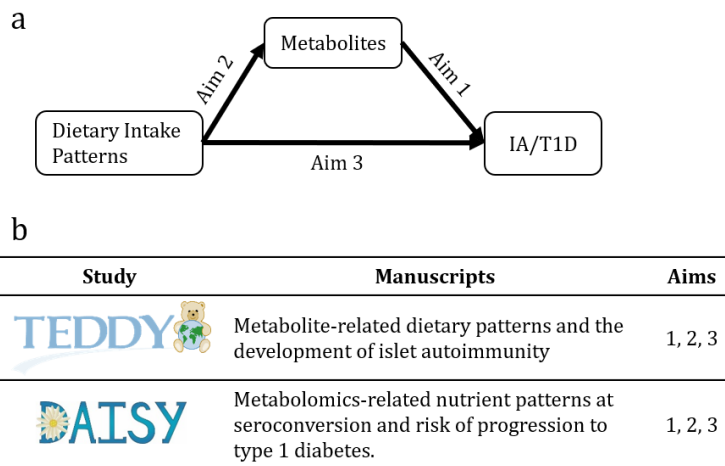 a
Metabolites
Aim 2
Aim 1
Dietary Intake
Patterns
IA/T1D
Aim 3
b
Study Manuscripts Aims
TEDDY
Metabolite-related dietary patterns and the
development of islet autoimmunity
1, 2, 3
DAISY
Metabolomics-related nutrient patterns at
seroconversion and risk of progression to
type 1 diabetes.
1, 2, 3